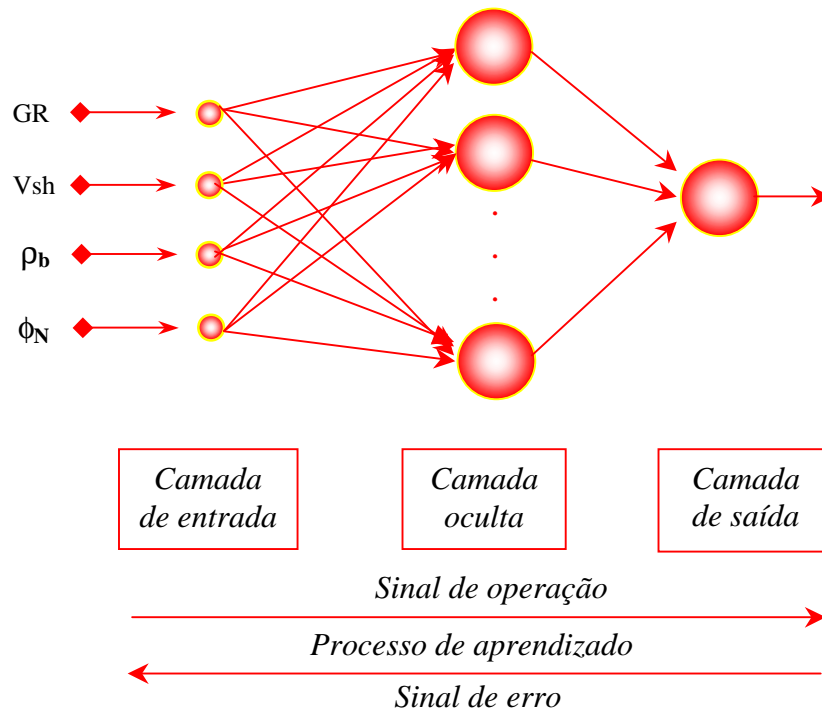 GR
Vsh
ρb
ϕN
Camada
de entrada
Camada
oculta
Camada
de saída
Sinal de operação
Processo de aprendizado
Sinal de erro